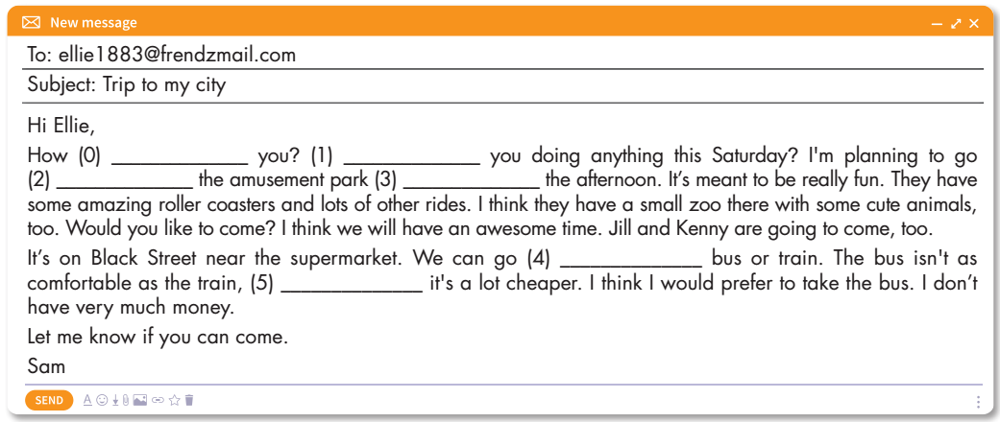 New message
To: ellie1883@frendzmail.com
Subject: Trip to my city
Hi Ellie,
How (0) _____________ you? (1) _____________ you doing anything this Saturday? I'm planning to go
(2) _____________ the amusement park (3) _____________ the afternoon. It’s meant to be really fun. They have
some amazing roller coasters and lots of other rides. I think they have a small zoo there with some cute animals,
too. Would you like to come? I think we will have an awesome time. Jill and Kenny are going to come, too.
It’s on Black Street near the supermarket. We can go (4) _____________ bus or train. The bus isn't as
comfortable as the train, (5) _____________ it's a lot cheaper. I think I would prefer to take the bus. I don’t
have very much money.
Let me know if you can come.
Sam
SEND